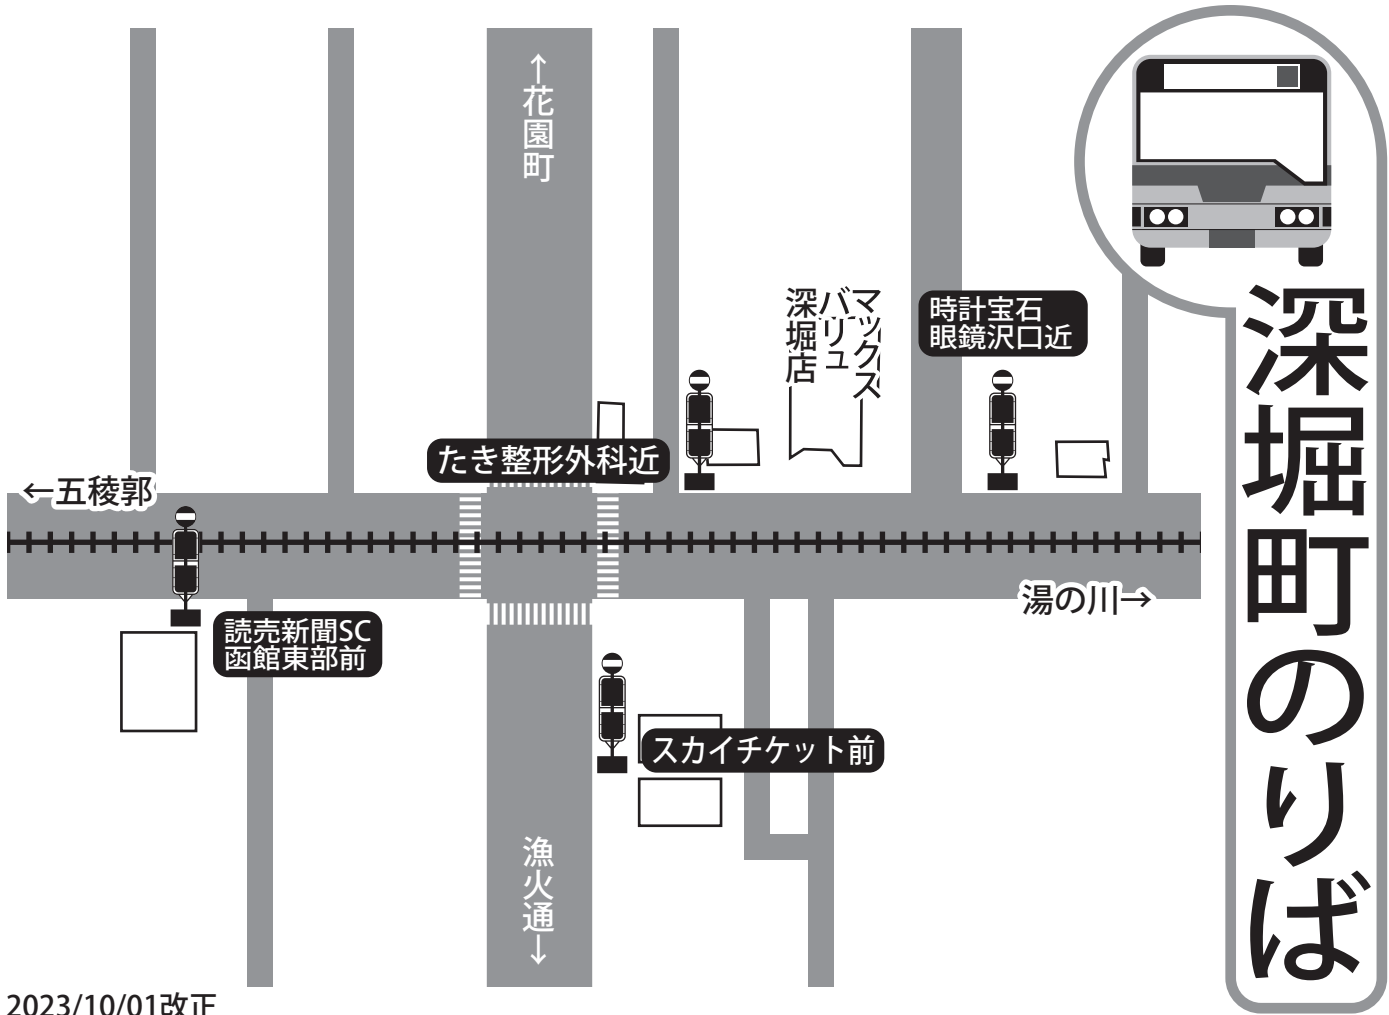 深堀町のりば
↑花園町
マックス
バリュ
深堀店
時計宝石
眼鏡沢口近
たき整形外科近
←五稜郭
湯の川→
読売新聞SC
函館東部前
スカイチケット前
漁火通↓
2023/10/01改正